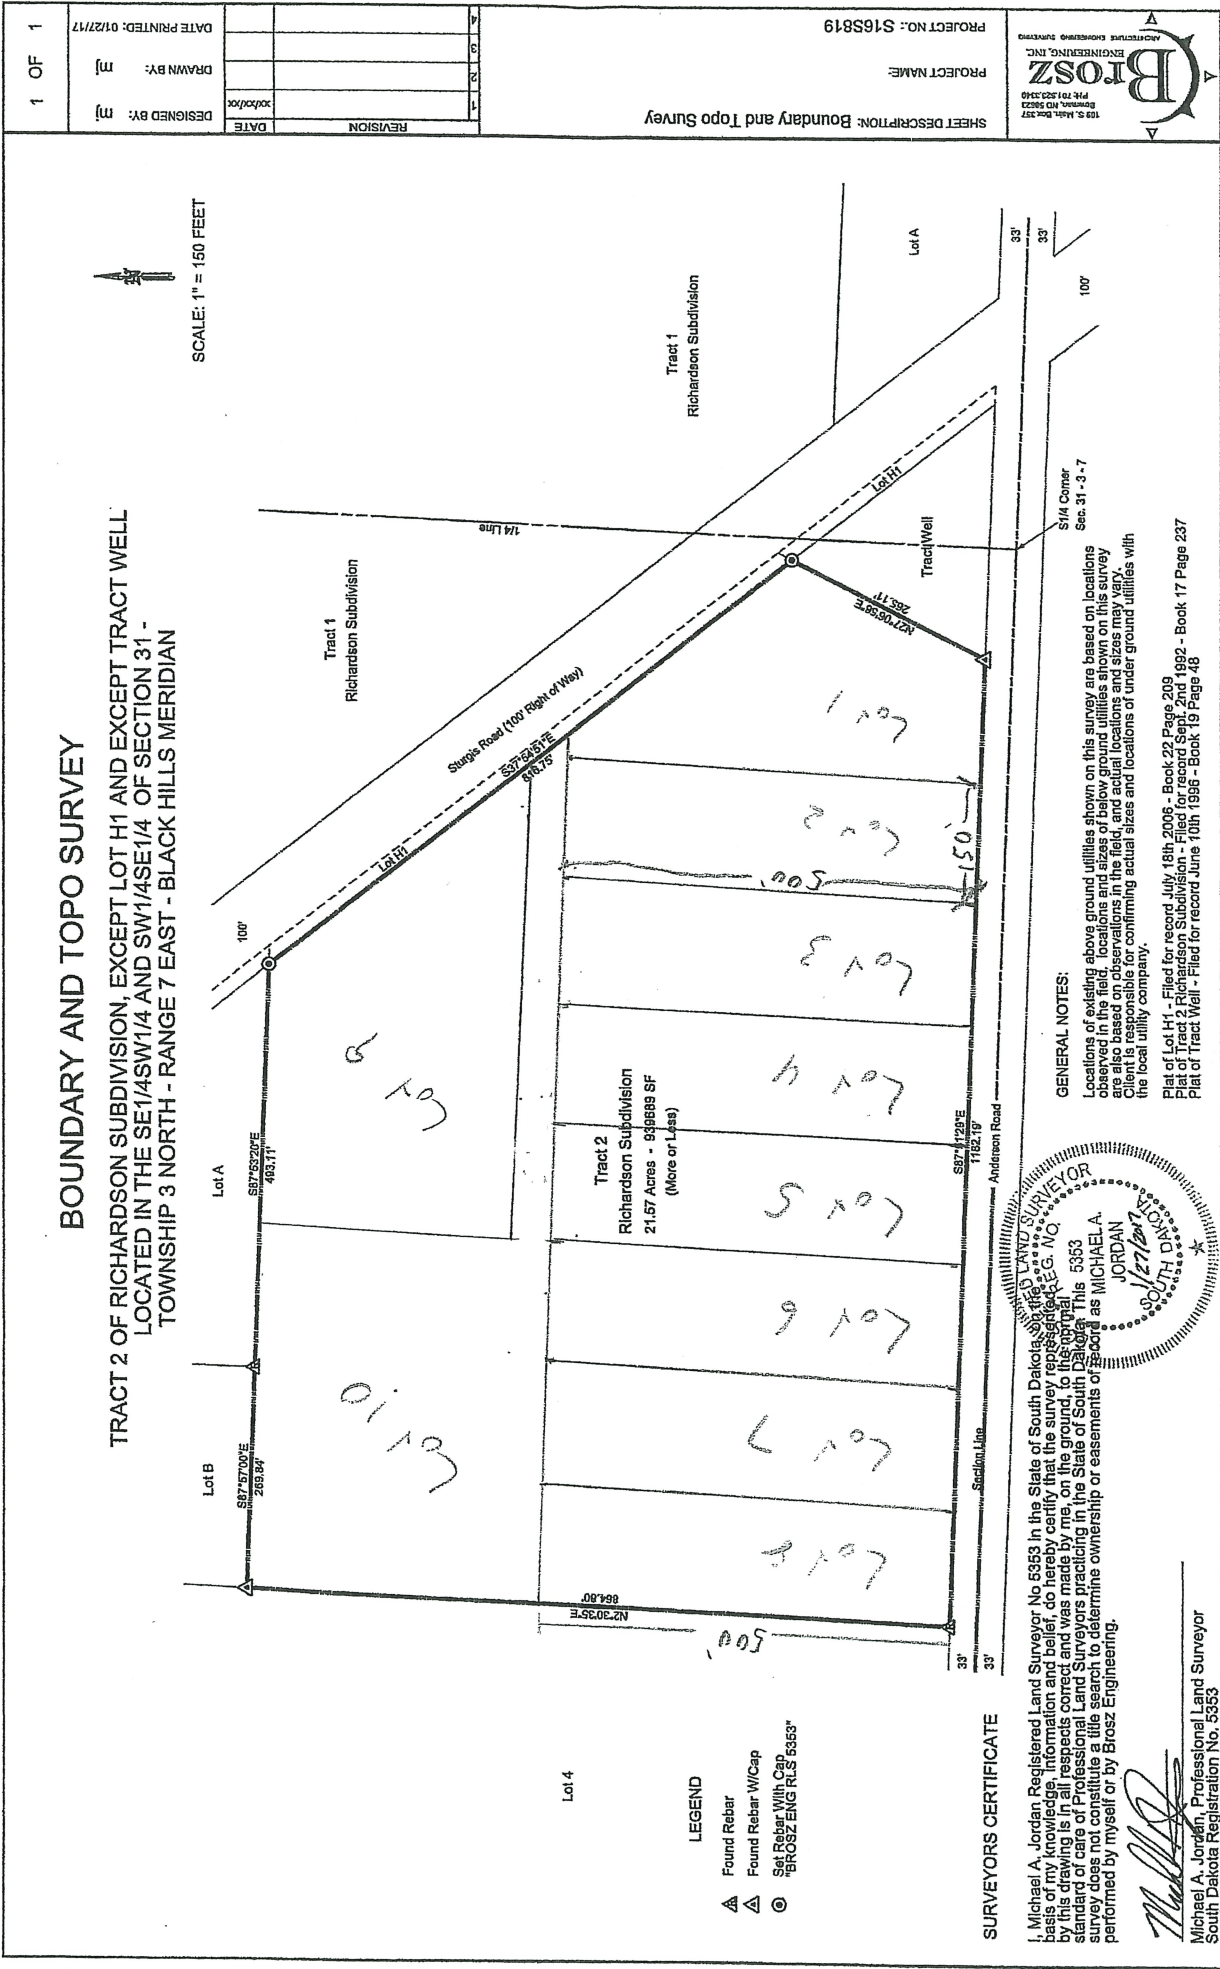 BOUNDARY AND TOPO SURVEY
TRACT 2 OF RICHARDSON SUBDIVISION, EXCEPT LOT H1 AND EXCEPT TRACT WELL
LOCATED IN THE SE1/4SW1/4 AND SW1/4SE1/4 OF SECTION 31 -
TOWNSHIP 3 NORTH - RANGE 7 EAST - BLACK HILLS MERIDIAN
SCALE: 1" = 150 FEET
Lot B
S87°57'00"E
269.84'
Lot A
S87°53'20"E
493.11'
100'
Lot H1
Sturgis Road (100' Right of Way)
S37°54'51"E
816.75'
Tract 1
Richardson Subdivision
1/4 Line
Tract 1
Richardson Subdivision
Lot A
Lot H1
Tract Well
N27°06'58"E
265.11'
33'
33'
100'
S1/4 Corner
Sec. 31 - 3 - 7
Lot 10
Lot 9
Tract 2
Richardson Subdivision
21.57 Acres - 939689 SF
(More or Less)
Lot 8
Lot 7
Lot 6
Lot 5
Lot 4
Lot 3
Lot 2
Lot 1
500'
150'
500'
N2°30'35"E
864.80'
S87°51'29"E
1182.19'
Section Line
Anderson Road
33'
33'
Lot 4
LEGEND
Found Rebar
Found Rebar W/Cap
Set Rebar With Cap
"BROSZ ENG RLS 5353"
SURVEYORS CERTIFICATE
I, Michael A. Jordan Registered Land Surveyor No 5353 in the State of South Dakota, on the
basis of my knowledge, information and belief, do hereby certify that the survey represented
by this drawing is in all respects correct and was made by me, on the ground, to the normal
standard of care of Professional Land Surveyors practicing in the State of South Dakota. This
survey does not constitute a title search to determine ownership or easements of record as
performed by myself or by Brosz Engineering.
Michael A. Jordan, Professional Land Surveyor
South Dakota Registration No. 5353
LAND SURVEYOR
REG. NO.
5353
MICHAEL A.
JORDAN
1/27/2017
SOUTH DAKOTA
GENERAL NOTES:
Locations of existing above ground utilities shown on this survey are based on locations
observed in the field, locations and sizes of below ground utilities shown on this survey
are also based on observations in the field, and actual locations and sizes may vary.
Client is responsible for confirming actual sizes and locations of under ground utilities with
the local utility company.
Plat of Lot H1 - Filed for record July 18th 2006 - Book 22 Page 209
Plat of Tract 2 Richardson Subdivision - Filed for record Sept. 2nd 1992 - Book 17 Page 237
Plat of Tract Well - Filed for record June 10th 1996 - Book 19 Page 48
109 S. Main, Box 357
Bowman, ND 58623
PH: 701.523.3340
BROSZ
ENGINEERING, INC.
ARCHITECTURE ENGINEERING SURVEYING
SHEET DESCRIPTION: Boundary and Topo Survey
PROJECT NAME:
PROJECT NO.: S16S819
REVISION
DATE
1
xx/xx/xx
2
3
4
DESIGNED BY: mj
DRAWN BY: mj
DATE PRINTED: 01/27/17
1 OF 1